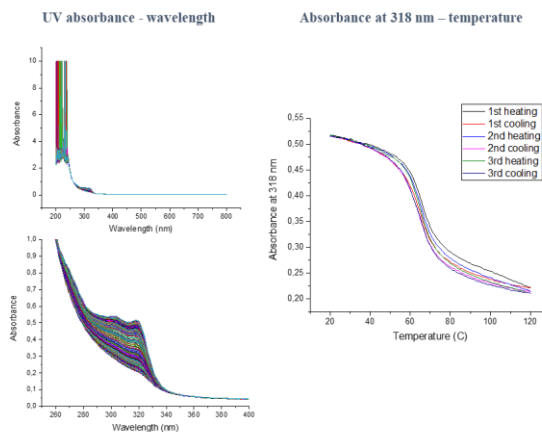 UV absorbance - wavelength
Absorbance at 318 nm – temperature
10
8
6
4
2
0
Absorbance
200 300 400 500 600 700 800
Wavelength (nm)
1,0
0,9
0,8
0,7
0,6
0,5
0,4
0,3
0,2
0,1
0,0
Absorbance
260 280 300 320 340 360 380 400
Wavelength (nm)
1st heating
1st cooling
2nd heating
2nd cooling
3rd heating
3rd cooling
0,55
0,50
0,45
0,40
0,35
0,30
0,25
0,20
Absorbance at 318 nm
20 40 60 80 100 120
Temperature (C)